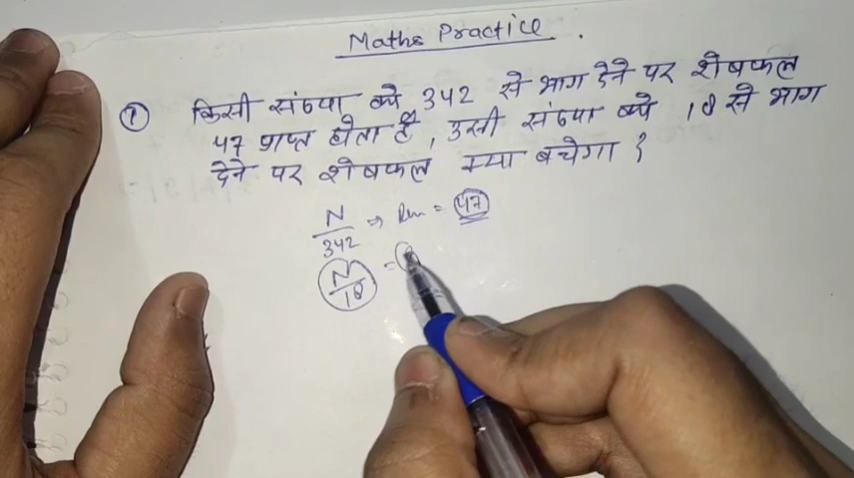 Maths Practice.
① किसी संख्या को 342 से भाग देने पर शेषफल
47 प्राप्त होता है, उसी संख्या को 18 से भाग
देने पर शेषफल क्या बचेगा?
N/342 ⇒ Rem = 47
N/18 =